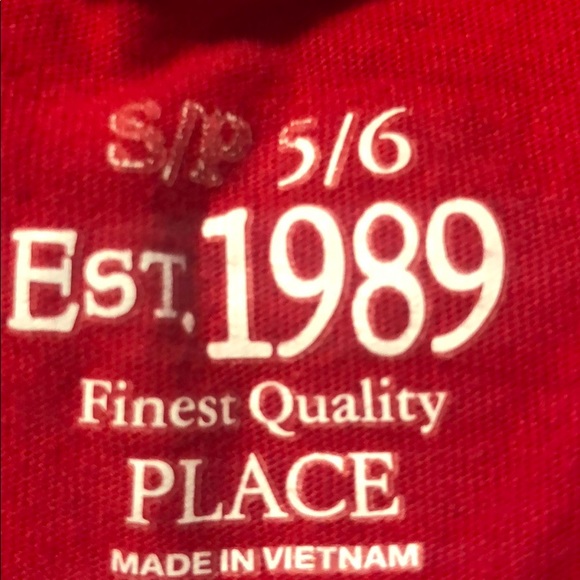 S/P 5/6
EST. 1989
Finest Quality
PLACE
MADE IN VIETNAM